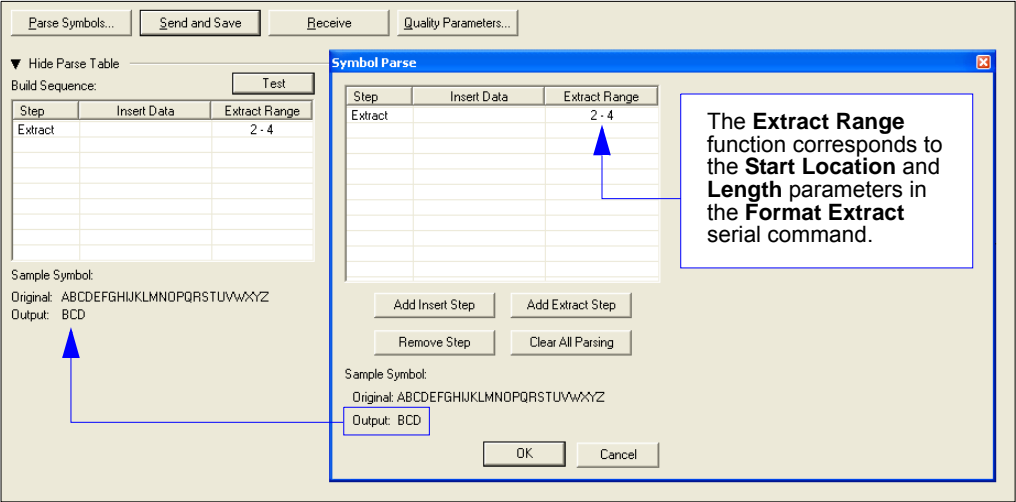 Parse Symbols... Send and Save Receive Quality Parameters...
Hide Parse Table
Build Sequence: Test
Step Insert Data Extract Range
Extract 2 - 4
Sample Symbol:
Original: ABCDEFGHIJKLMNOPQRSTUVWXYZ
Output: BCD
Symbol Parse
Step Insert Data Extract Range
Extract 2 - 4
Add Insert Step Add Extract Step
Remove Step Clear All Parsing
Sample Symbol:
Original: ABCDEFGHIJKLMNOPQRSTUVWXYZ
Output: BCD
OK Cancel
The Extract Range
function corresponds to
the Start Location and
Length parameters in
the Format Extract
serial command.